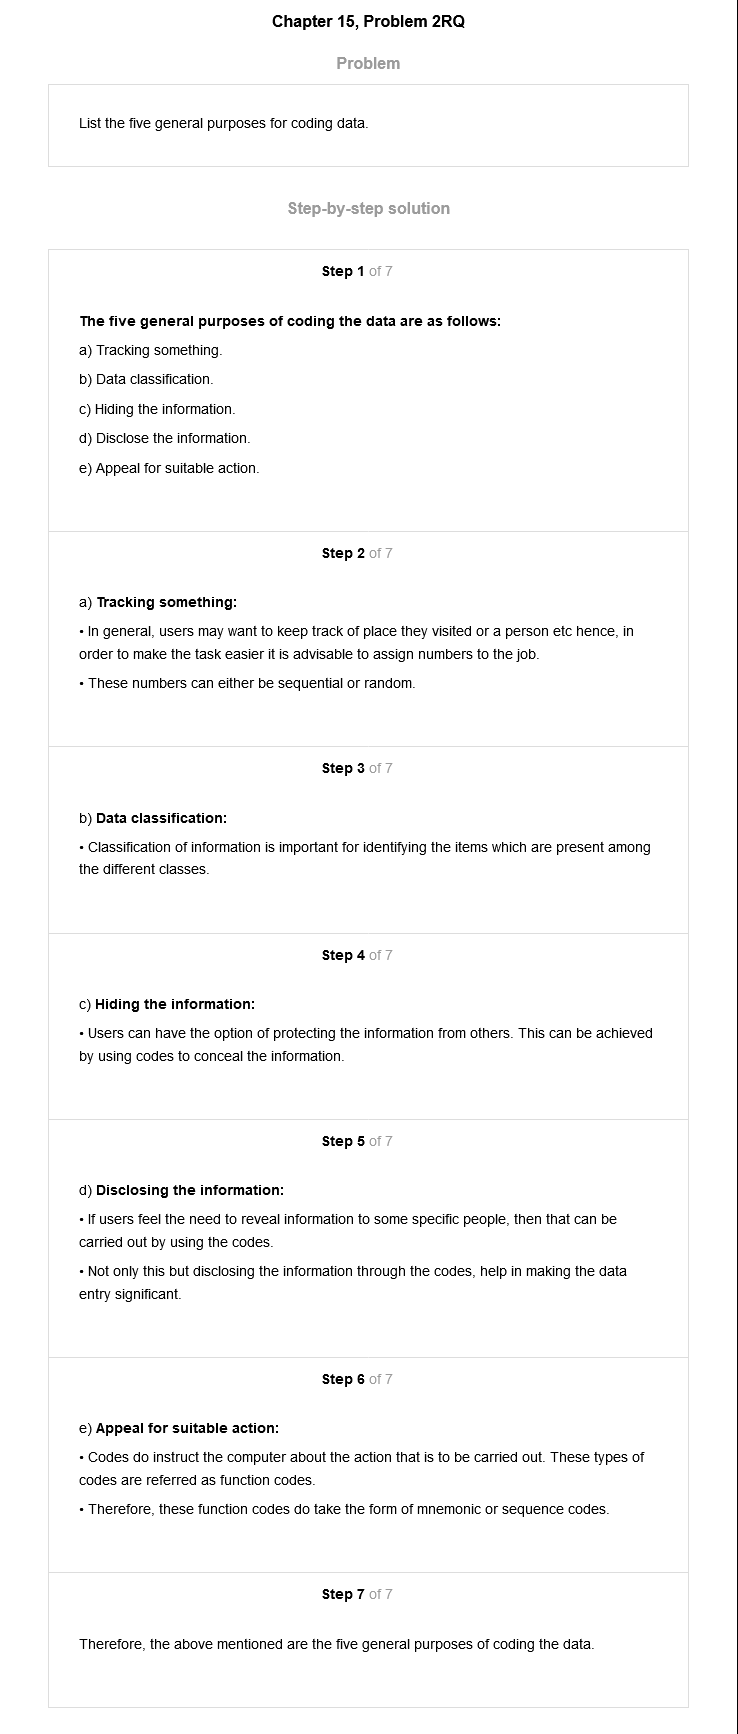 Chapter 15, Problem 2RQ
Problem
List the five general purposes for coding data.
Step-by-step solution
Step 1 of 7
The five general purposes of coding the data are as follows:
a) Tracking something.
b) Data classification.
c) Hiding the information.
d) Disclose the information.
e) Appeal for suitable action.
Step 2 of 7
a) Tracking something:
• In general, users may want to keep track of place they visited or a person etc hence, in
order to make the task easier it is advisable to assign numbers to the job.
• These numbers can either be sequential or random.
Step 3 of 7
b) Data classification:
• Classification of information is important for identifying the items which are present among
the different classes.
Step 4 of 7
c) Hiding the information:
• Users can have the option of protecting the information from others. This can be achieved
by using codes to conceal the information.
Step 5 of 7
d) Disclosing the information:
• If users feel the need to reveal information to some specific people, then that can be
carried out by using the codes.
• Not only this but disclosing the information through the codes, help in making the data
entry significant.
Step 6 of 7
e) Appeal for suitable action:
• Codes do instruct the computer about the action that is to be carried out. These types of
codes are referred as function codes.
• Therefore, these function codes do take the form of mnemonic or sequence codes.
Step 7 of 7
Therefore, the above mentioned are the five general purposes of coding the data.